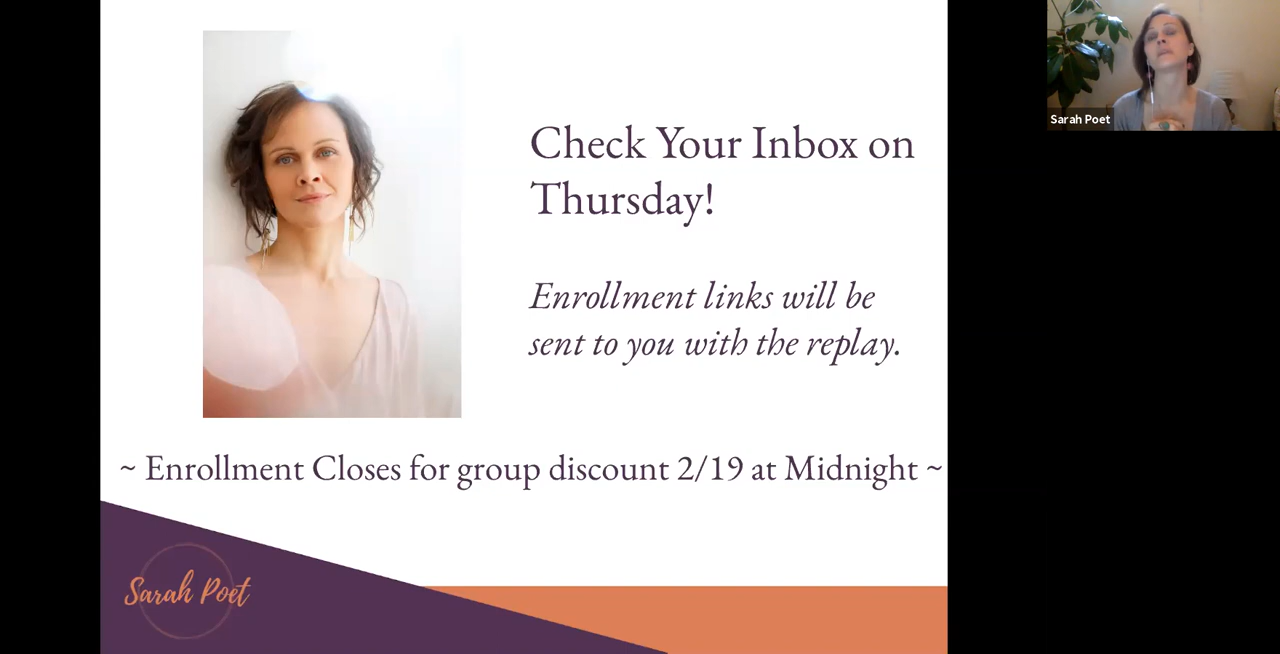 Sarah Poet
Check Your Inbox on
Thursday!
Enrollment links will be
sent to you with the replay.
~ Enrollment Closes for group discount 2/19 at Midnight ~
Sarah Poet